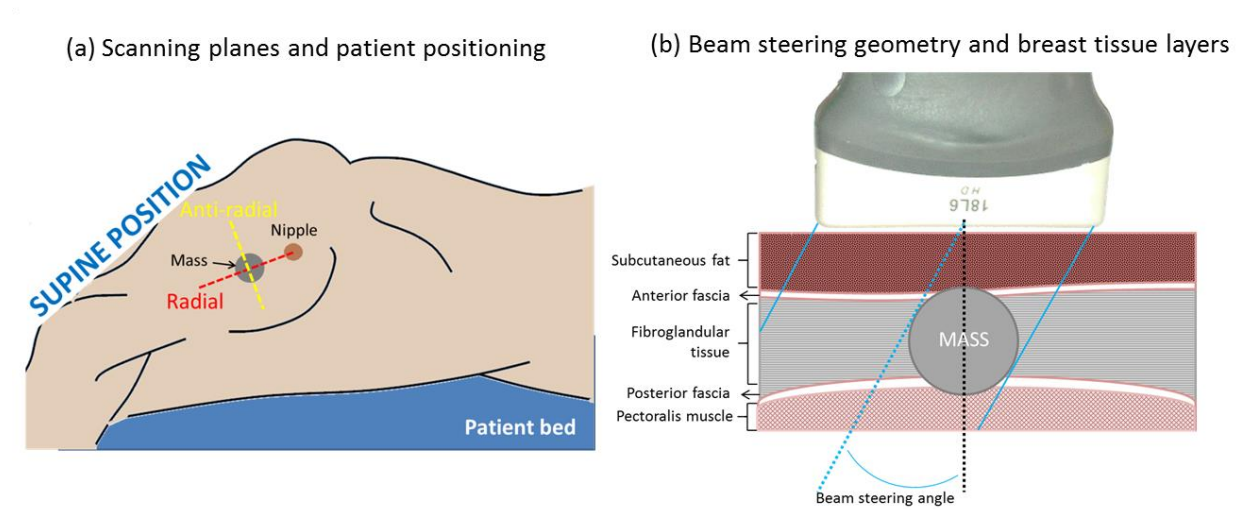 (a) Scanning planes and patient positioning
SUPINE POSITION
Anti-radial
Nipple
Mass
Radial
Patient bed
(b) Beam steering geometry and breast tissue layers
HD
18L6
Subcutaneous fat
Anterior fascia
Fibroglandular
tissue
MASS
Posterior fascia
Pectoralis muscle
Beam steering angle